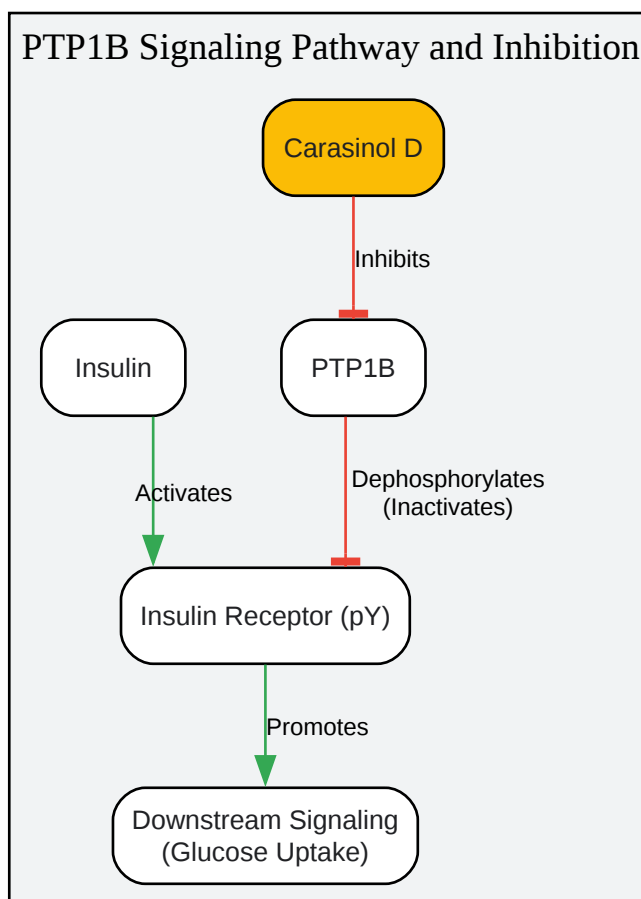 PTP1B Signaling Pathway and Inhibition
Carasinol D
Inhibits
Insulin
PTP1B
Activates
Dephosphorylates
(Inactivates)
Insulin Receptor (pY)
Promotes
Downstream Signaling
(Glucose Uptake)